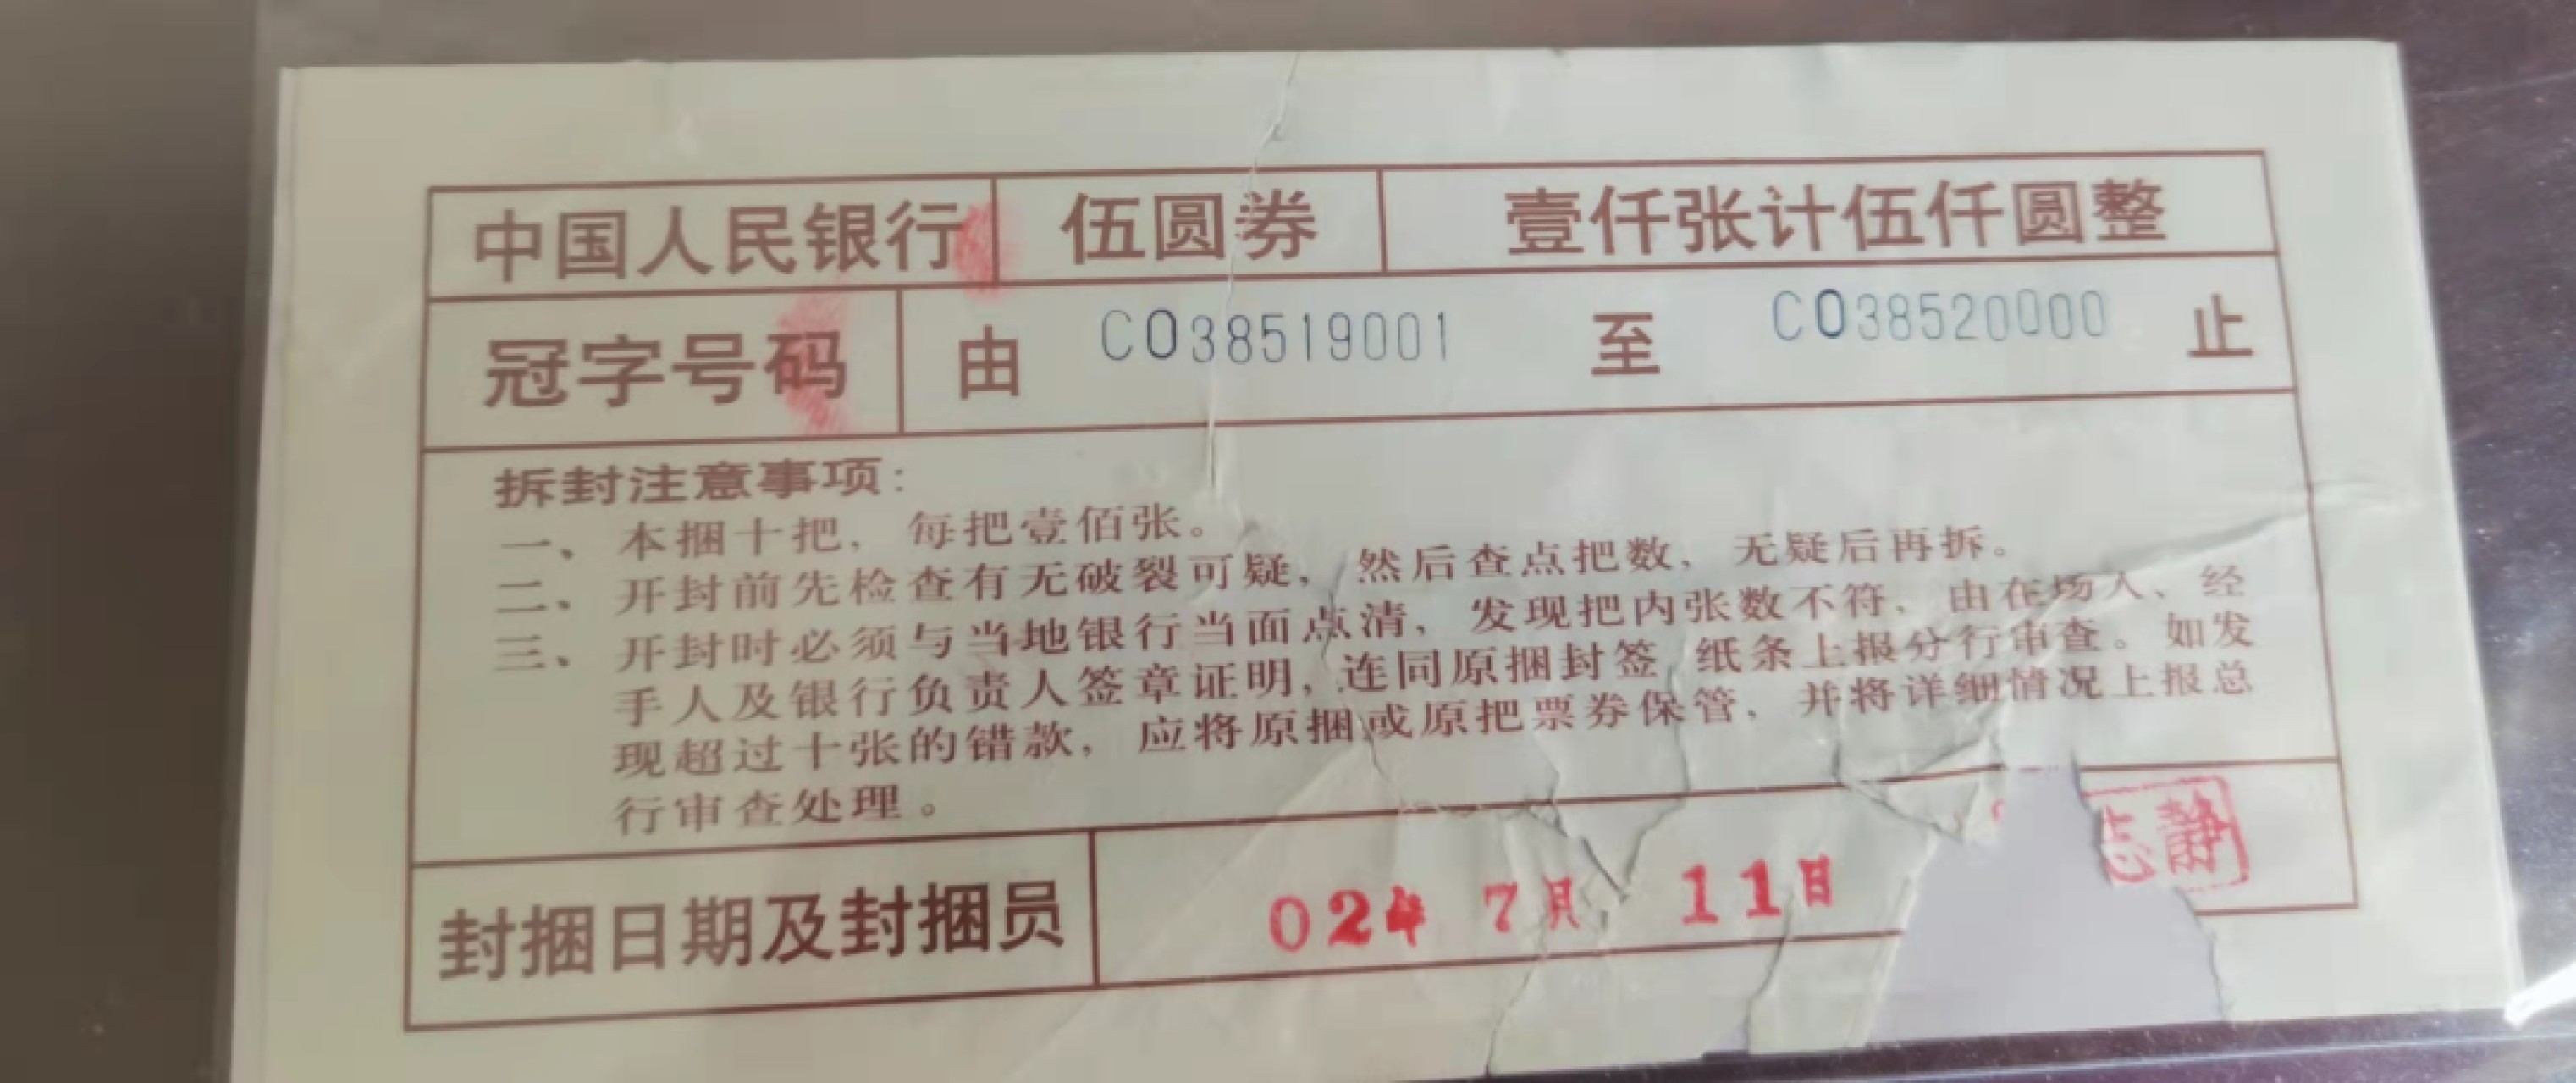 中国人民银行 伍圆券 壹仟张计伍仟圆整
冠字号码 由 CO38519001 至 CO38520000 止
拆封注意事项：
一、本捆十把，每把壹佰张。
二、开封前先检查有无破裂可疑，然后查点把数，无疑后再拆。
三、开封时必须与当地银行当面点清，发现把内张数不符，由在场人、经
手人及银行负责人签章证明，连同原捆封签 纸条上报分行审查。如发
现超过十张的错款，应将原捆或原把票券保管，并将详细情况上报总
行审查处理。
封捆日期及封捆员 02年 7月 11日 志静